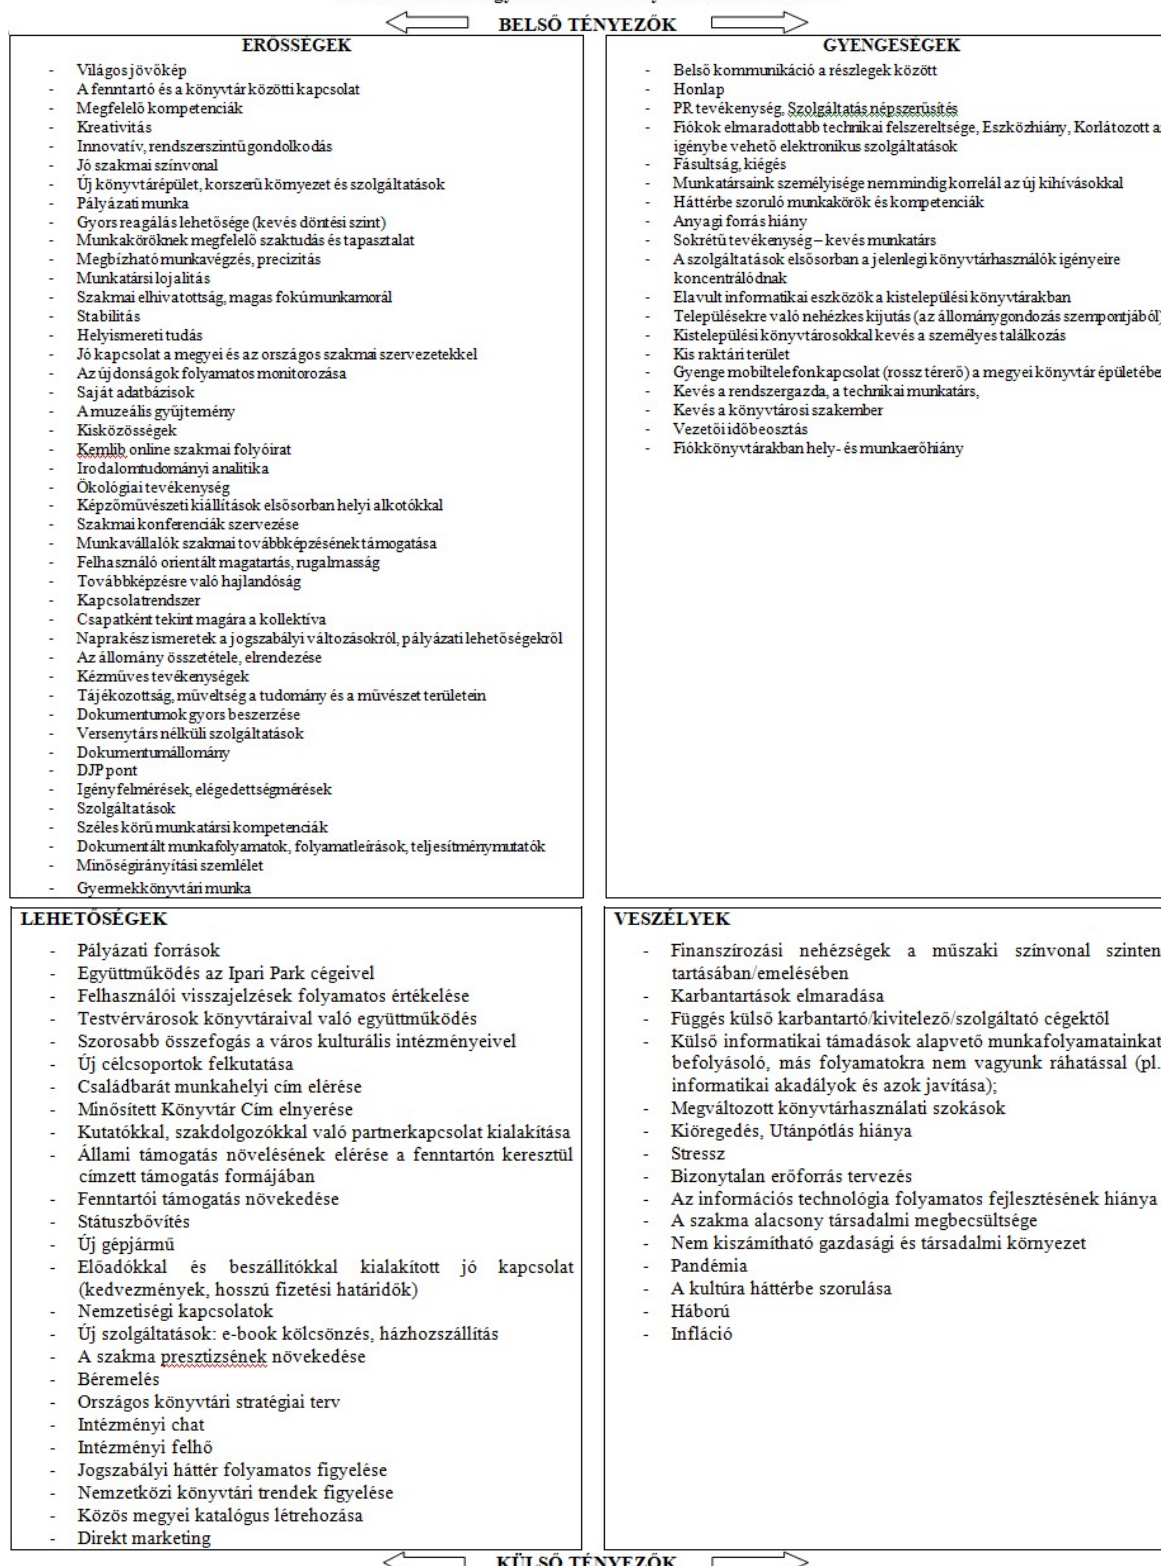 BELSŐ TÉNYEZŐK
ERŐSSÉGEK
- Világos jövőkép
- A fenntartó és a könyvtár közötti kapcsolat
- Megfelelő kompetenciák
- Kreativitás
- Innovatív, rendszerszintű gondolkodás
- Jó szakmai színvonal
- Új könyvtárépület, korszerű környezet és szolgáltatások
- Pályázati munka
- Gyors reagálás lehetősége (kevés döntési szint)
- Munkaköröknek megfelelő szaktudás és tapasztalat
- Megbízható munkavégzés, precizitás
- Munkatársi lojalitás
- Szakmai elhivatottság, magas fokú munkamorál
- Stabilitás
- Helyismereti tudás
- Jó kapcsolat a megyei és az országos szakmai szervezetekkel
- Az újdonságok folyamatos monitorozása
- Saját adatbázisok
- A muzeális gyűjtemény
- Kisközösségek
- Kemlib online szakmai folyóirat
- Irodalomtudományi analitika
- Ökológiai tevékenység
- Képzőművészeti kiállítások elsősorban helyi alkotókkal
- Szakmai konferenciák szervezése
- Munkavállalók szakmai továbbképzésének támogatása
- Felhasználó orientált magatartás, rugalmasság
- Továbbképzésre való hajlandóság
- Kapcsolatrendszer
- Csapatként tekint magára a kollektíva
- Naprakész ismeretek a jogszabályi változásokról, pályázati lehetőségekről
- Az állomány összetétele, elrendezése
- Kézműves tevékenységek
- Tájékozottság, műveltség a tudomány és a művészet területein
- Dokumentumok gyors beszerzése
- Versenytárs nélküli szolgáltatások
- Dokumentumállomány
- DJP pont
- Igényfelmérések, elégedettségmérések
- Szolgáltatások
- Széles körű munkatársi kompetenciák
- Dokumentált munkafolyamatok, folyamatleírások, teljesítménymutatók
- Minőségirányítási szemlélet
- Gyermekkönyvtári munka
GYENGESÉGEK
- Belső kommunikáció a részlegek között
- Honlap
- PR tevékenység, Szolgáltatás népszerűsítés
- Fiókok elmaradottabb technikai felszereltsége, Eszközhiány, Korlátozott a
igénybe vehető elektronikus szolgáltatások
- Fásultság, kiégés
- Munkatársaink személyisége nem mindig korrelál az új kihívásokkal
- Háttérbe szoruló munkakörök és kompetenciák
- Anyagi forrás hiány
- Sokrétű tevékenység – kevés munkatárs
- A szolgáltatások elsősorban a jelenlegi könyvtárhasználók igényeire
koncentrálódnak
- Elavult informatikai eszközök a kistelepülési könyvtárakban
- Településekre való nehézkes kijutás (az állománygondozás szempontjából)
- Kistelepülési könyvtárosokkal kevés a személyes találkozás
- Kis raktári terület
- Gyenge mobiltelefonkapcsolat (rossz térerő) a megyei könyvtár épületébe
- Kevés a rendszergazda, a technikai munkatárs,
- Kevés a könyvtárosi szakember
- Vezetői időbeosztás
- Fiókkönyvtárakban hely- és munkaerőhiány
LEHETŐSÉGEK
- Pályázati források
- Együttműködés az Ipari Park cégeivel
- Felhasználói visszajelzések folyamatos értékelése
- Testvérvárosok könyvtáraival való együttműködés
- Szorosabb összefogás a város kulturális intézményeivel
- Új célcsoportok felkutatása
- Családbarát munkahelyi cím elérése
- Minősített Könyvtár Cím elnyerése
- Kutatókkal, szakdolgozókkal való partnerkapcsolat kialakítása
- Állami támogatás növelésének elérése a fenntartón keresztül
címzett támogatás formájában
- Fenntartói támogatás növekedése
- Státuszbővítés
- Új gépjármű
- Előadókkal és beszállítókkal kialakított jó kapcsolat
(kedvezmények, hosszú fizetési határidők)
- Nemzetiségi kapcsolatok
- Új szolgáltatások: e-book kölcsönzés, házhozszállítás
- A szakma presztizsének növekedése
- Béremelés
- Országos könyvtári stratégiai terv
- Intézményi chat
- Intézményi felhő
- Jogszabályi háttér folyamatos figyelése
- Nemzetközi könyvtári trendek figyelése
- Közös megyei katalógus létrehozása
- Direkt marketing
VESZÉLYEK
- Finanszírozási nehézségek a műszaki színvonal szinten
tartásában/emelésében
- Karbantartások elmaradása
- Függés külső karbantartó/kivitelező/szolgáltató cégektől
- Külső informatikai támadások alapvető munkafolyamatainkat
befolyásoló, más folyamatokra nem vagyunk ráhatással (pl.
informatikai akadályok és azok javítása);
- Megváltozott könyvtárhasználati szokások
- Kiöregedés, Utánpótlás hiánya
- Stressz
- Bizonytalan erőforrás tervezés
- Az információs technológia folyamatos fejlesztésének hiánya
- A szakma alacsony társadalmi megbecsültsége
- Nem kiszámítható gazdasági és társadalmi környezet
- Pandémia
- A kultúra háttérbe szorulása
- Háború
- Infláció
KÜLSŐ TÉNYEZŐK